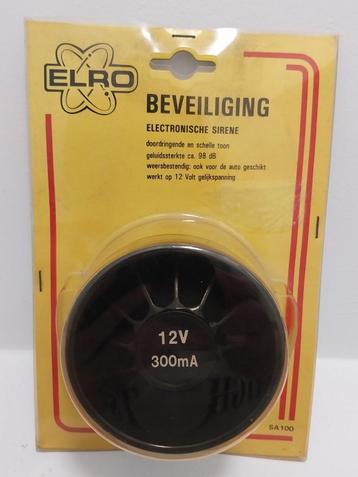 ELRO
BEVEILIGING
ELECTRONISCHE SIRENE
doordringende en schelle toon
geluidssterkte ca. 98 dB
weersbestendig: ook voor de auto geschikt
werkt op 12 Volt gelijkspanning
12V
300mA
SA100